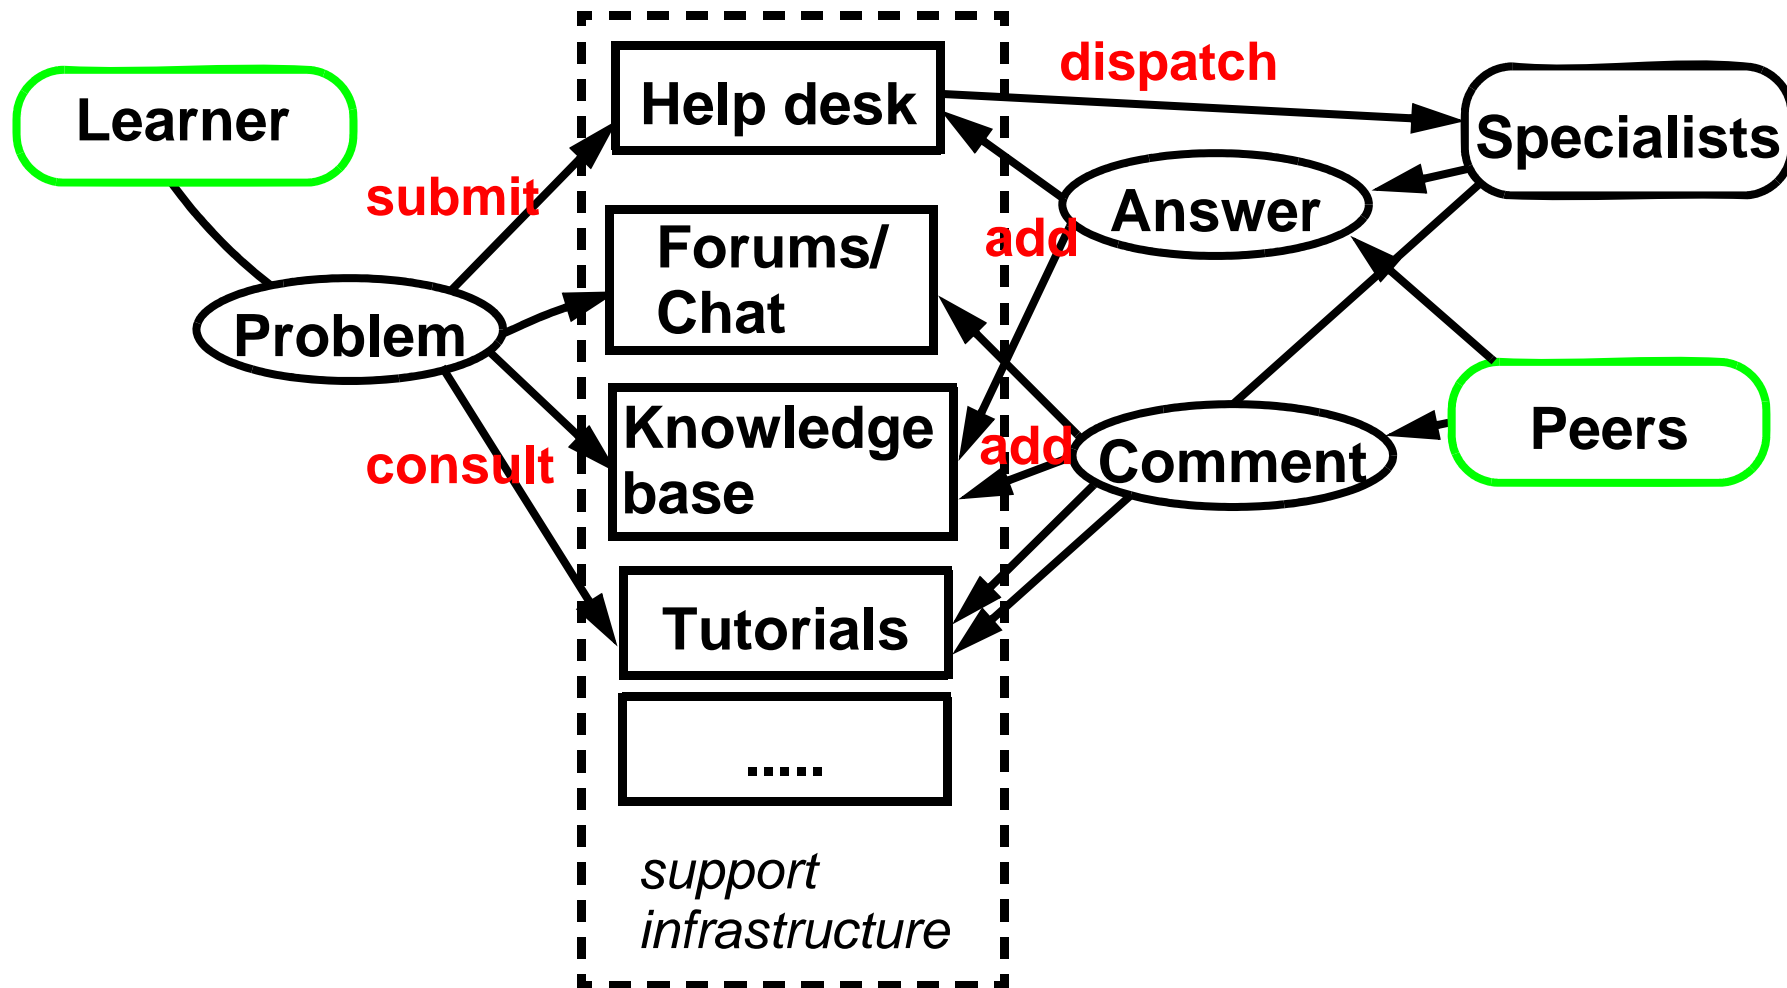 Learner
submit
Problem
consult
Help desk
Forums/
Chat
Knowledge
base
Tutorials
......
support
infrastructure
dispatch
add
add
Answer
Comment
Specialists
Peers